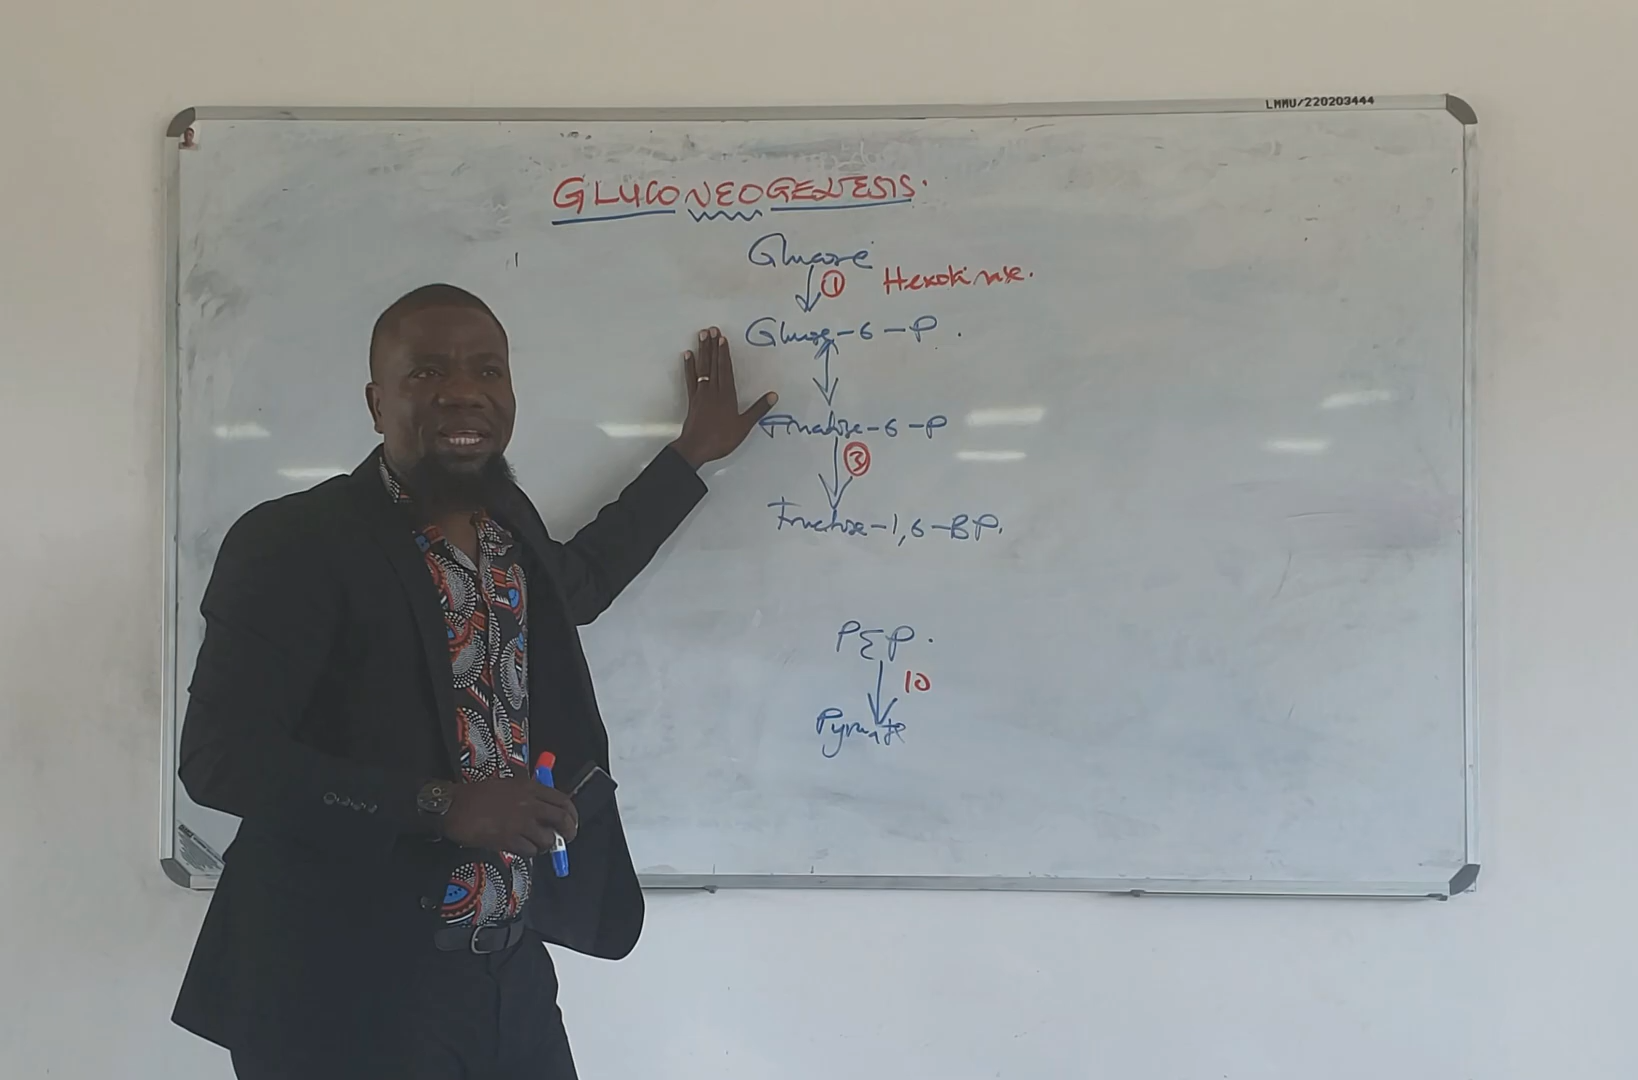 LMMU/220203444
GLUCONEOGENESIS.
Glucose
① Hexokinase.
Glucose-6-P.
Fructose-6-P
③
Fructose-1,6-BP.
PEP.
10
Pyruvate